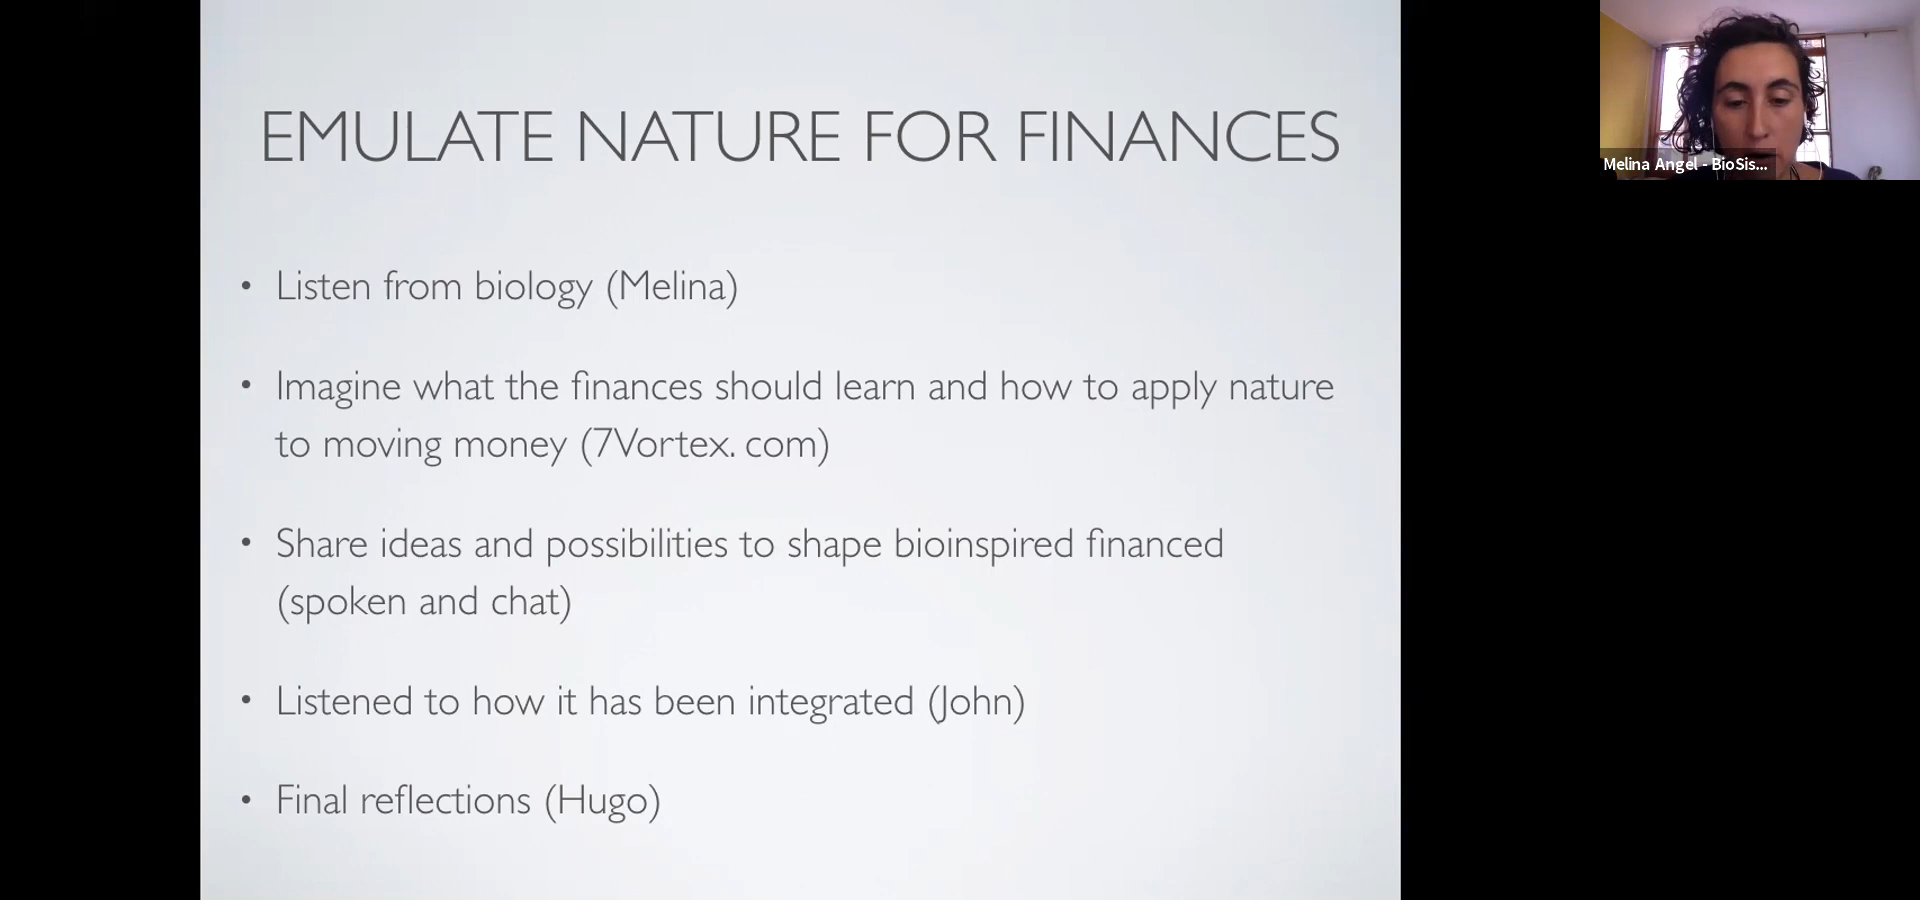 EMULATE NATURE FOR FINANCES
• Listen from biology (Melina)
• Imagine what the finances should learn and how to apply nature
to moving money (7Vortex. com)
• Share ideas and possibilities to shape bioinspired financed
(spoken and chat)
• Listened to how it has been integrated (John)
• Final reflections (Hugo)
Melina Angel - BioSis...